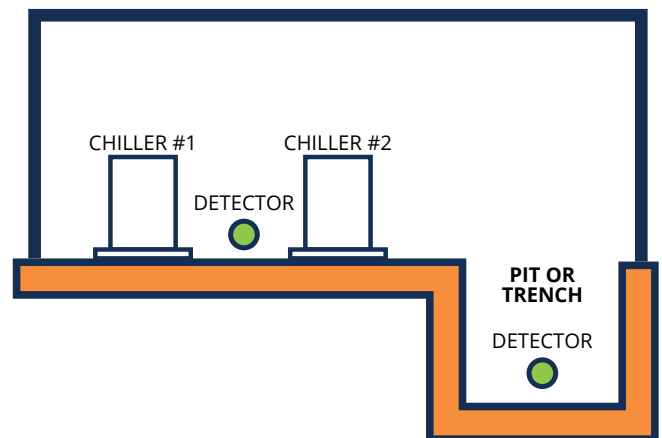 CHILLER #1
CHILLER #2
DETECTOR
PIT OR
TRENCH
DETECTOR